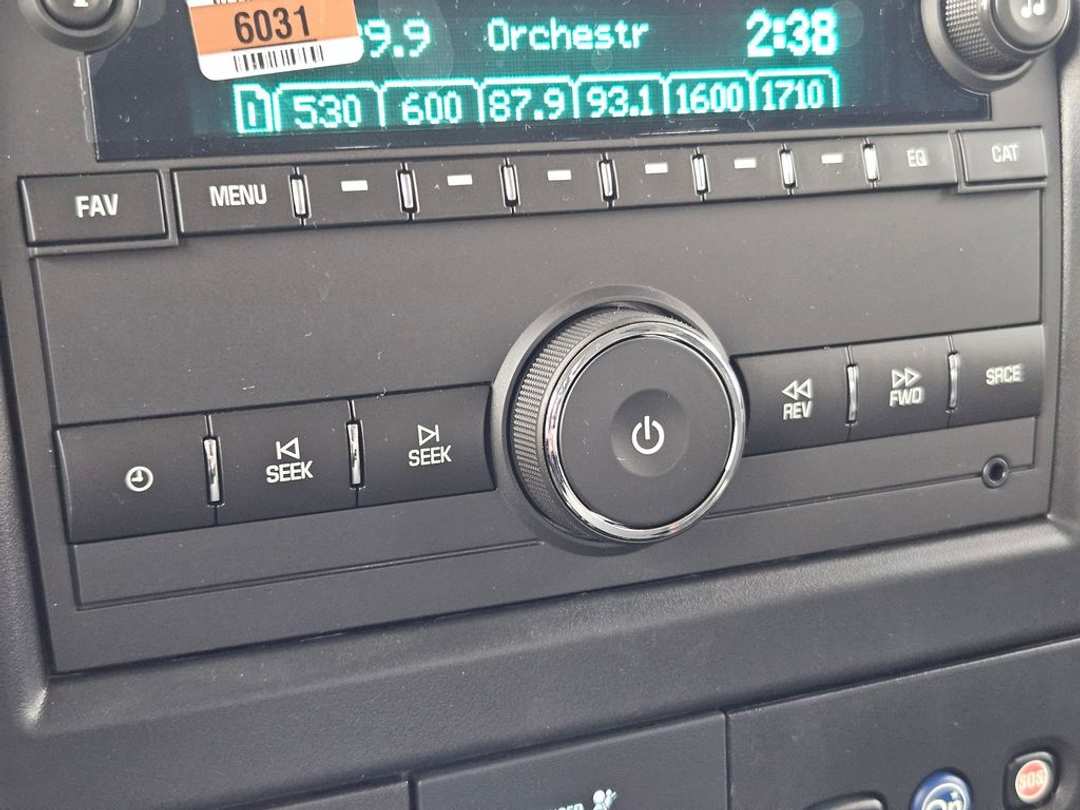 6031
9.9 Orchestr 2:38
530 600 87.9 93.1 1600 1710
FAV MENU EQ CAT
SEEK SEEK REV FWD SRCE
SOS